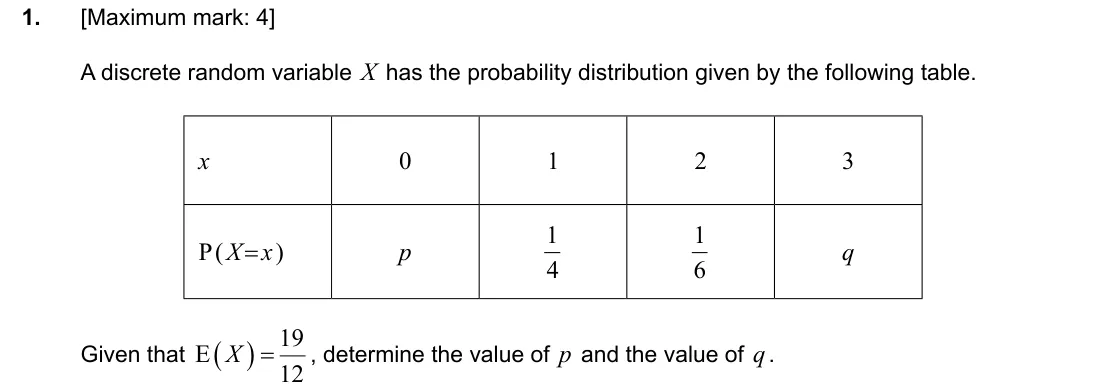 1. [Maximum mark: 4]
A discrete random variable X has the probability distribution given by the following table.
x 0 1 2 3
P(X=x) p 1/4 1/6 q
Given that E(X)=19/12, determine the value of p and the value of q.